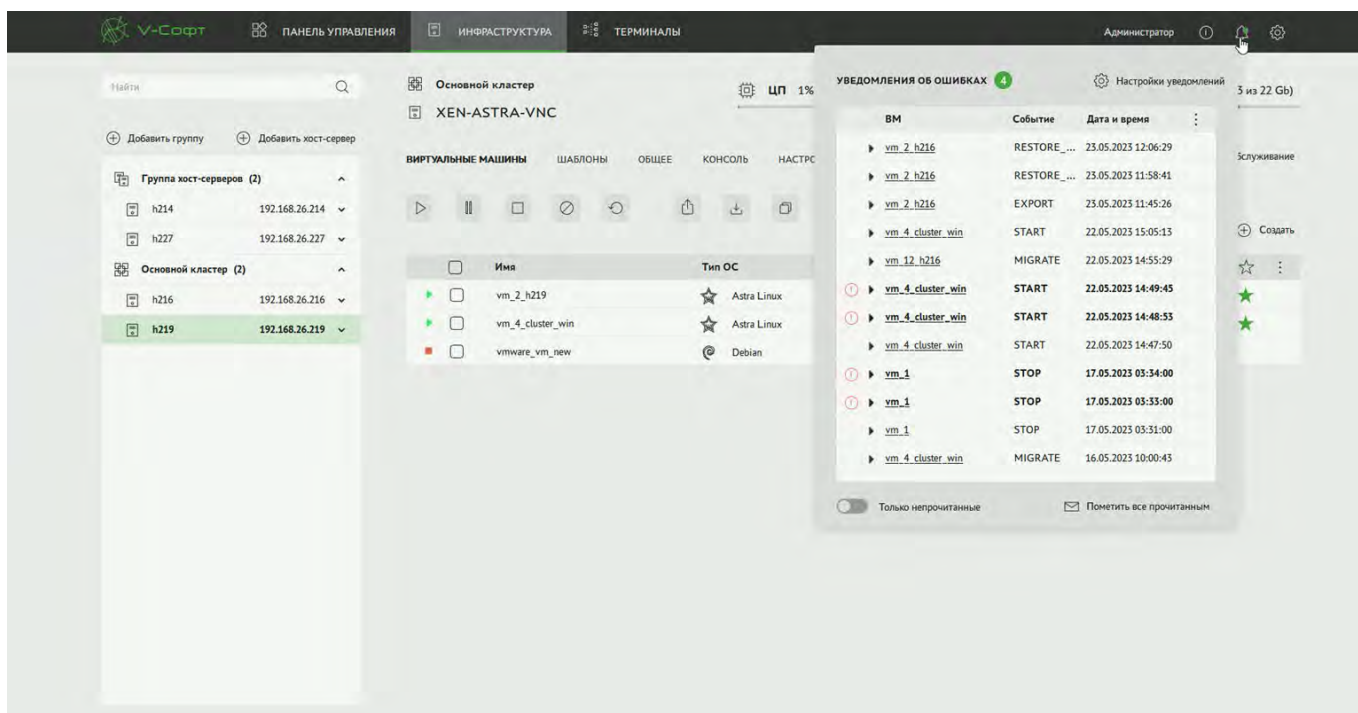 V-Софт
ПАНЕЛЬ УПРАВЛЕНИЯ
ИНФРАСТРУКТУРА
ТЕРМИНАЛЫ
Администратор
Найти
Добавить группу
Добавить хост-сервер
Группа хост-серверов (2)
h214 192.168.26.214
h227 192.168.26.227
Основной кластер (2)
h216 192.168.26.216
h219 192.168.26.219
Основной кластер
XEN-ASTRA-VNC
ЦП 1%
3 из 22 Gb)
ВИРТУАЛЬНЫЕ МАШИНЫ ШАБЛОНЫ ОБЩЕЕ КОНСОЛЬ НАСТРО
бслуживание
Создать
Имя Тип ОС
vm_2_h219 Astra Linux
vm_4_cluster_win Astra Linux
vmware_vm_new Debian
УВЕДОМЛЕНИЯ ОБ ОШИБКАХ 4
Настройки уведомлений
ВМ Событие Дата и время
vm_2_h216 RESTORE_... 23.05.2023 12:06:29
vm_2_h216 RESTORE_... 23.05.2023 11:58:41
vm_2_h216 EXPORT 23.05.2023 11:45:26
vm_4_cluster_win START 22.05.2023 15:05:13
vm_12_h216 MIGRATE 22.05.2023 14:55:29
vm_4_cluster_win START 22.05.2023 14:49:45
vm_4_cluster_win START 22.05.2023 14:48:53
vm_4_cluster_win START 22.05.2023 14:47:50
vm_1 STOP 17.05.2023 03:34:00
vm_1 STOP 17.05.2023 03:33:00
vm_1 STOP 17.05.2023 03:31:00
vm_4_cluster_win MIGRATE 16.05.2023 10:00:43
Только непрочитанные
Пометить все прочитанным